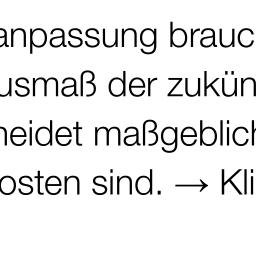 anpassung brauc
usmaß der zukün
heidet maßgeblich
osten sind. → Kli